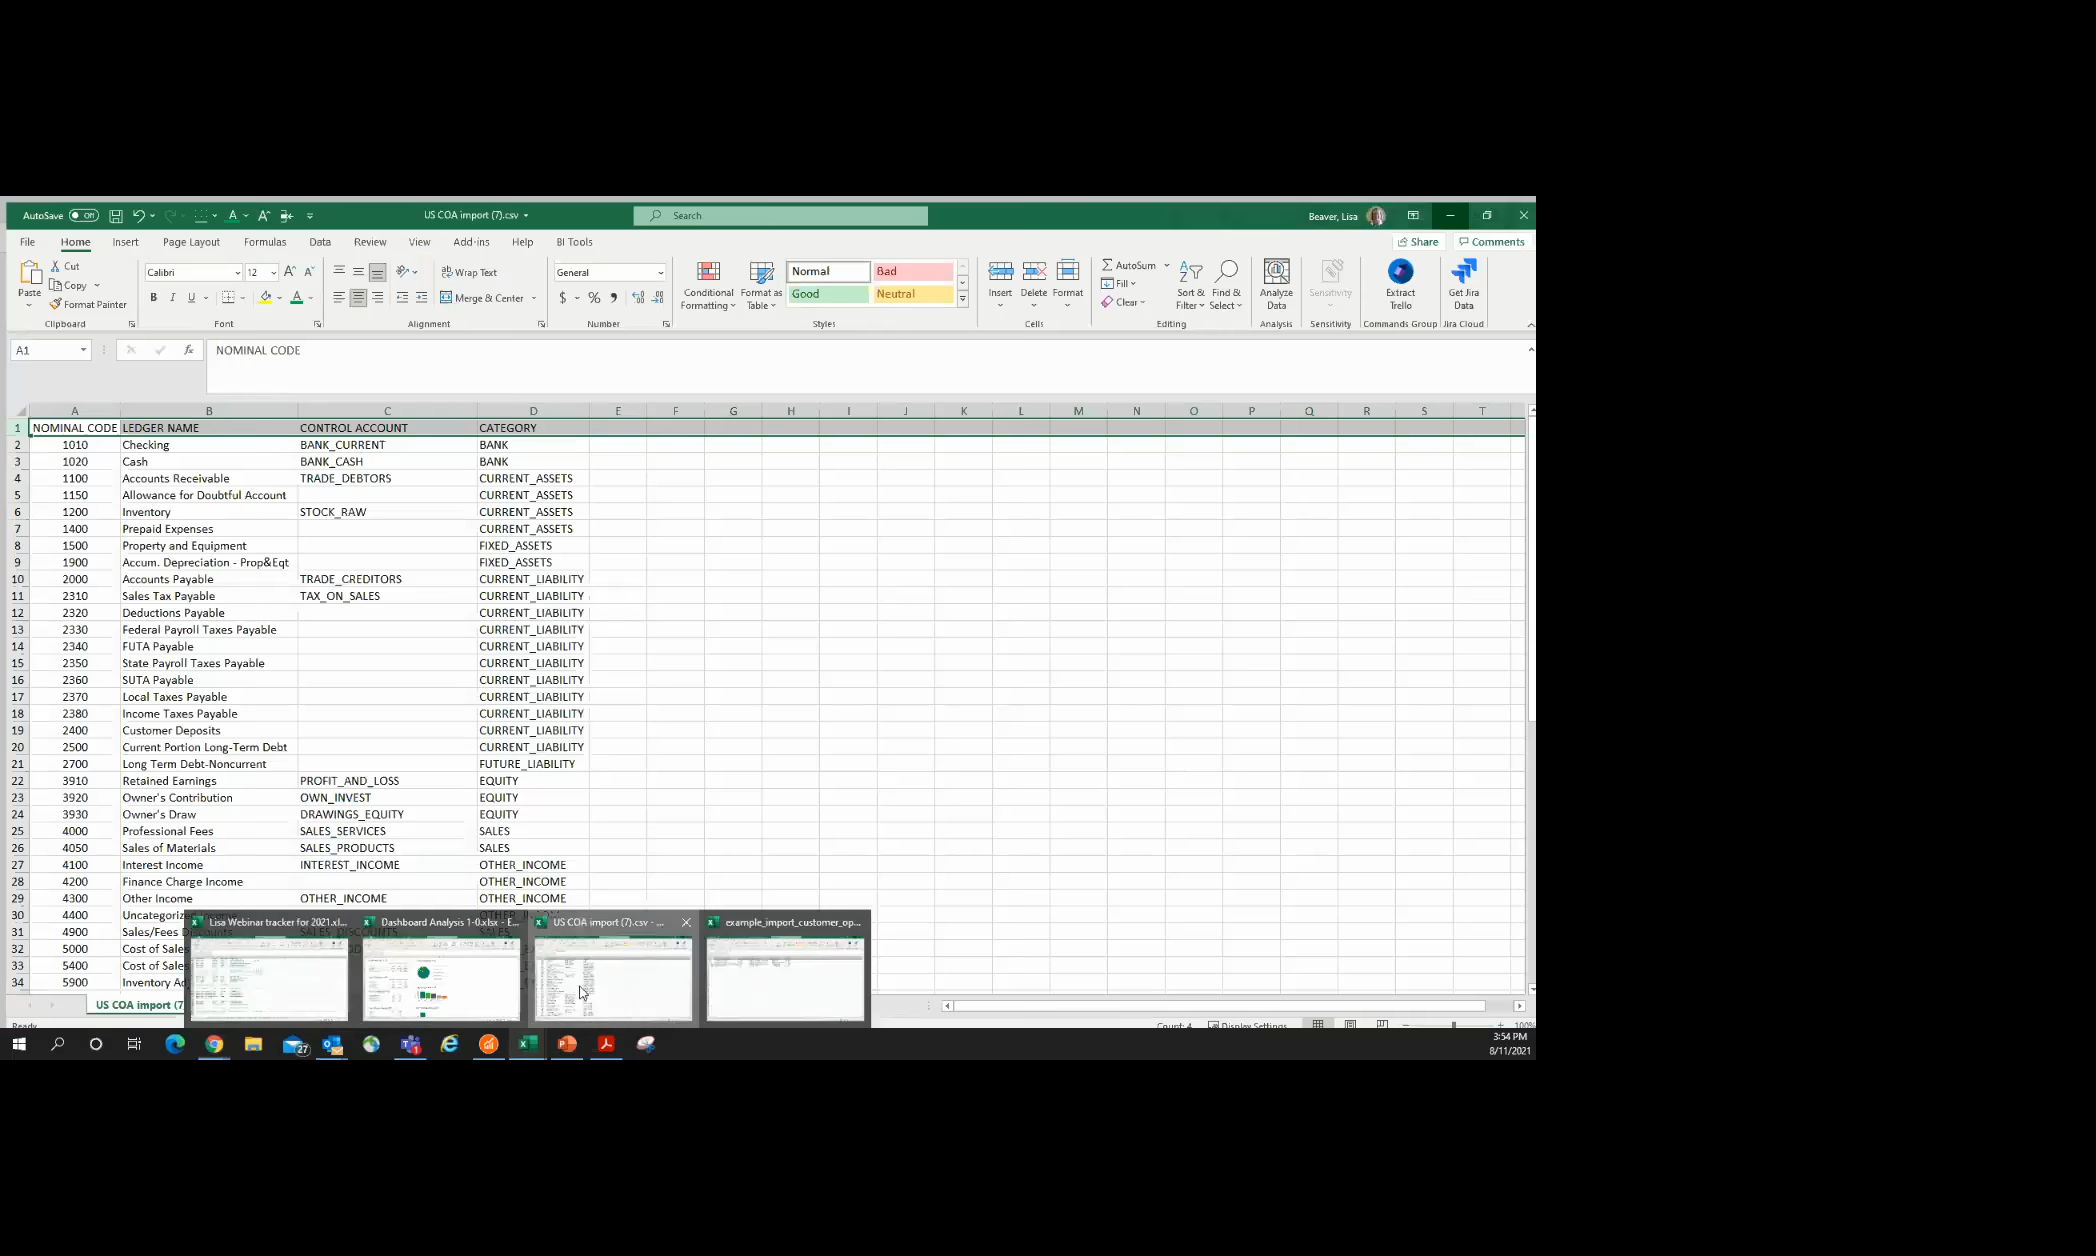 AutoSave Off US COA import (7).csv Search Beaver, Lisa
File Home Insert Page Layout Formulas Data Review View Add-ins Help BI Tools Share Comments
Paste Cut Copy Format Painter Clipboard
Calibri 12 B I U Font
Wrap Text Merge & Center Alignment
General $ % Number
Conditional Formatting Format as Table Normal Bad Good Neutral Styles
Insert Delete Format Cells
AutoSum Fill Clear Sort & Filter Find & Select Editing
Analyze Data Analysis
Sensitivity Sensitivity
Extract Trello Commands Group
Get Jira Data Jira Cloud
A1 fx NOMINAL CODE
A B C D E F G H I J K L M N O P Q R S T
1 NOMINAL CODE LEDGER NAME CONTROL ACCOUNT CATEGORY
2 1010 Checking BANK_CURRENT BANK
3 1020 Cash BANK_CASH BANK
4 1100 Accounts Receivable TRADE_DEBTORS CURRENT_ASSETS
5 1150 Allowance for Doubtful Account CURRENT_ASSETS
6 1200 Inventory STOCK_RAW CURRENT_ASSETS
7 1400 Prepaid Expenses CURRENT_ASSETS
8 1500 Property and Equipment FIXED_ASSETS
9 1900 Accum. Depreciation - Prop&Eqt FIXED_ASSETS
10 2000 Accounts Payable TRADE_CREDITORS CURRENT_LIABILITY
11 2310 Sales Tax Payable TAX_ON_SALES CURRENT_LIABILITY
12 2320 Deductions Payable CURRENT_LIABILITY
13 2330 Federal Payroll Taxes Payable CURRENT_LIABILITY
14 2340 FUTA Payable CURRENT_LIABILITY
15 2350 State Payroll Taxes Payable CURRENT_LIABILITY
16 2360 SUTA Payable CURRENT_LIABILITY
17 2370 Local Taxes Payable CURRENT_LIABILITY
18 2380 Income Taxes Payable CURRENT_LIABILITY
19 2400 Customer Deposits CURRENT_LIABILITY
20 2500 Current Portion Long-Term Debt CURRENT_LIABILITY
21 2700 Long Term Debt-Noncurrent FUTURE_LIABILITY
22 3910 Retained Earnings PROFIT_AND_LOSS EQUITY
23 3920 Owner's Contribution OWN_INVEST EQUITY
24 3930 Owner's Draw DRAWINGS_EQUITY EQUITY
25 4000 Professional Fees SALES_SERVICES SALES
26 4050 Sales of Materials SALES_PRODUCTS SALES
27 4100 Interest Income INTEREST_INCOME OTHER_INCOME
28 4200 Finance Charge Income OTHER_INCOME
29 4300 Other Income OTHER_INCOME OTHER_INCOME
30 4400 Uncategorized
31 4900 Sales/Fees Discounts SALES_DISCOUNTS SALES
32 5000 Cost of Sales
33 5400 Cost of Sales
34 5900 Inventory Ad
Lisa Webinar tracker for 2021.xl... Dashboard Analysis 1-0.xlsx - E... US COA import (7).csv - ... example_import_customer_op...
US COA import (7)
Ready Count: 4 Display Settings 100%
27 1
3:54 PM
8/11/2021